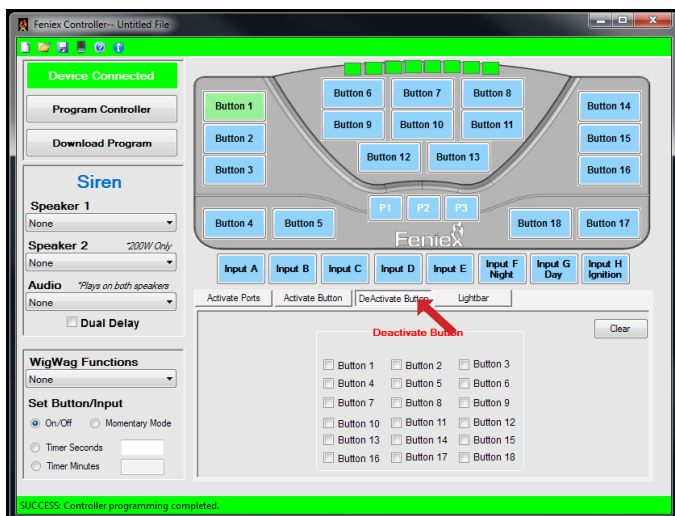 Feniex Controller-- Untitled File
Device Connected
Program Controller
Download Program
Siren
Speaker 1
None
Speaker 2 *200W Only
None
Audio *Plays on both speakers
None
Dual Delay
WigWag Functions
None
Set Button/Input
On/Off Momentary Mode
Timer Seconds
Timer Minutes
Button 6 Button 7 Button 8
Button 1 Button 14
Button 9 Button 10 Button 11
Button 2 Button 15
Button 12 Button 13
Button 3 Button 16
P1 P2 P3
Button 4 Button 5 Button 18 Button 17
Feniex
Input A Input B Input C Input D Input E Input F Night Input G Day Input H Ignition
Activate Ports Activate Button DeActivate Button Lightbar
Deactivate Button Clear
Button 1 Button 2 Button 3
Button 4 Button 5 Button 6
Button 7 Button 8 Button 9
Button 10 Button 11 Button 12
Button 13 Button 14 Button 15
Button 16 Button 17 Button 18
SUCCESS: Controller programming completed.